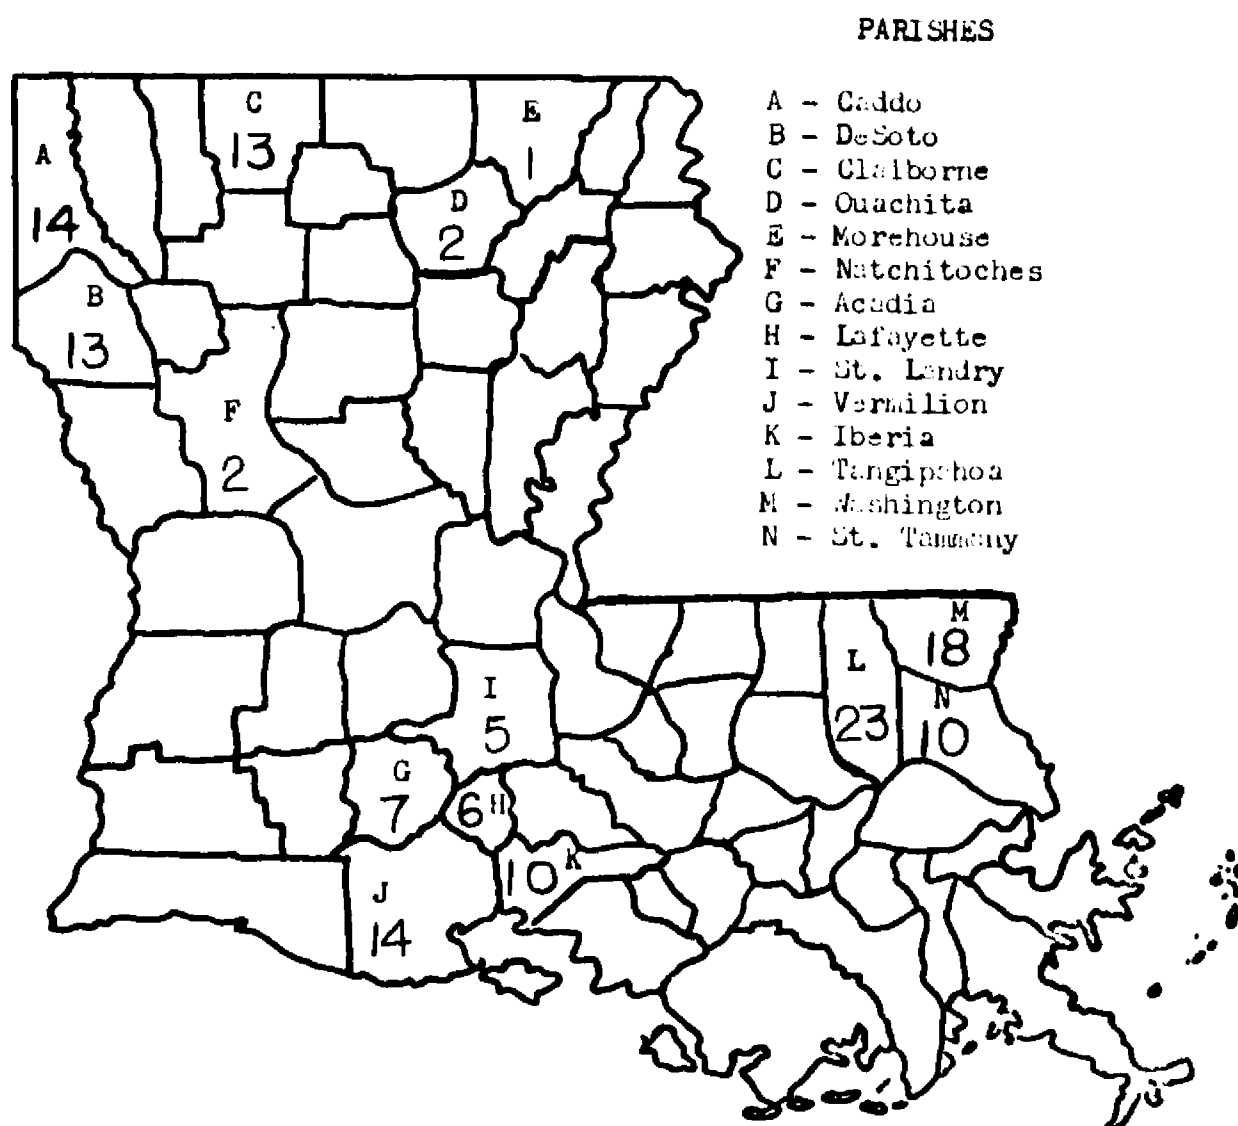 PARISHES
A - Caddo
B - DeSoto
C - Claiborne
D - Ouachita
E - Morehouse
F - Natchitoches
G - Acadia
H - Lafayette
I - St. Landry
J - Vermilion
K - Iberia
L - Tangipahoa
M - Washington
N - St. Tammany
A
14
B
13
C
13
D
2
E
1
F
2
G
7
6 H
I
5
J
14
10 K
L
23
M
18
N
10